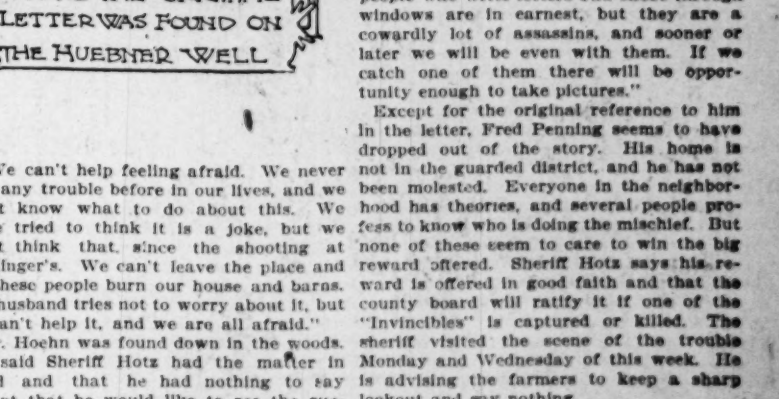 LETTER WAS FOUND ON
THE HUEBNER WELL
e can't help feeling afraid. We never
any trouble before in our lives, and we
t know what to do about this. We
tried to think it is a joke, but we
t think that, since the shooting at
inger's. We can't leave the place and
hese people burn our house and barns.
husband tries not to worry about it, but
an't help it, and we are all afraid."
. Hoehn was found down in the woods.
said Sheriff Hotz had the matter in
d and that he had nothing to say
windows are in earnest, but they are a
cowardly lot of assassins, and sooner or
later we will be even with them. If we
catch one of them there will be oppor-
tunity enough to take pictures."
Except for the original reference to him
in the letter, Fred Penning seems to have
dropped out of the story. His home is
not in the guarded district, and he has not
been molested. Everyone in the neighbor-
hood has theories, and several people pro-
fess to know who is doing the mischief. But
none of these seem to care to win the big
reward offered. Sheriff Hotz says his re-
ward is offered in good faith and that the
county board will ratify it if one of the
"Invincibles" is captured or killed. The
sheriff visited the scene of the trouble
Monday and Wednesday of this week. He
is advising the farmers to keep a sharp
lookout and say nothing.